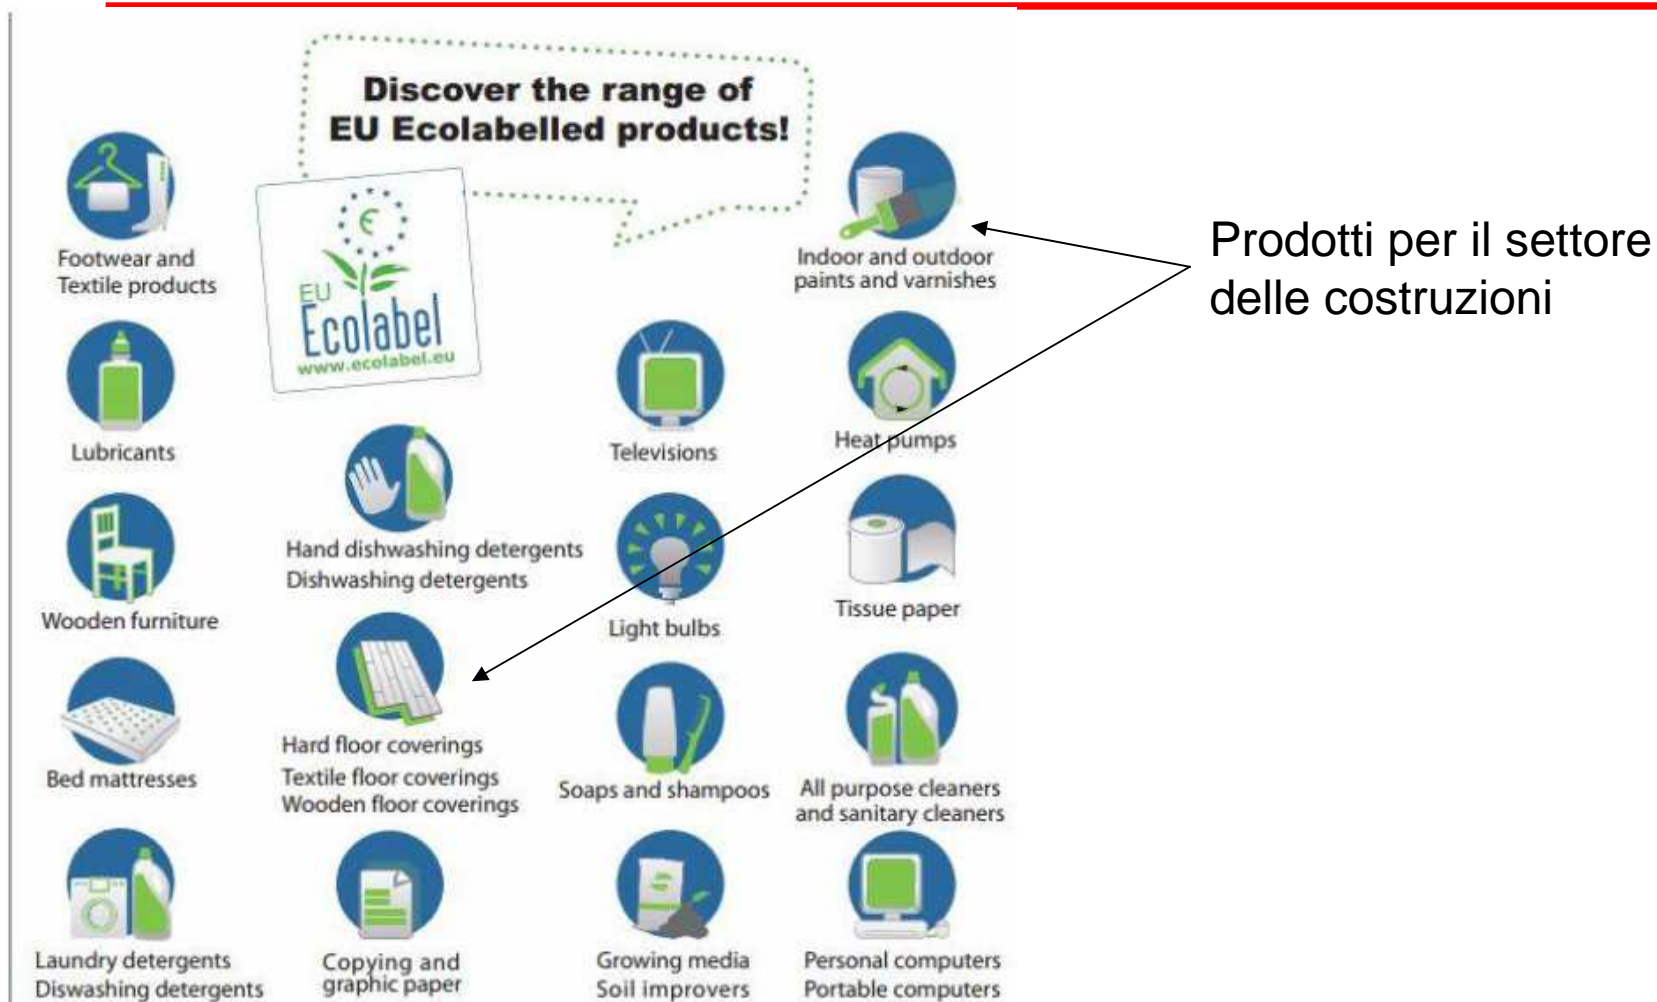 Discover the range of
EU Ecolabelled products!
Footwear and
Textile products
EU
Ecolabel
www.ecolabel.eu
Indoor and outdoor
paints and varnishes
Prodotti per il settore
delle costruzioni
Lubricants
Televisions
Heat pumps
Hand dishwashing detergents
Dishwashing detergents
Wooden furniture
Light bulbs
Tissue paper
Bed mattresses
Hard floor coverings
Textile floor coverings
Wooden floor coverings
Soaps and shampoos
All purpose cleaners
and sanitary cleaners
Laundry detergents
Diswashing detergents
Copying and
graphic paper
Growing media
Soil improvers
Personal computers
Portable computers